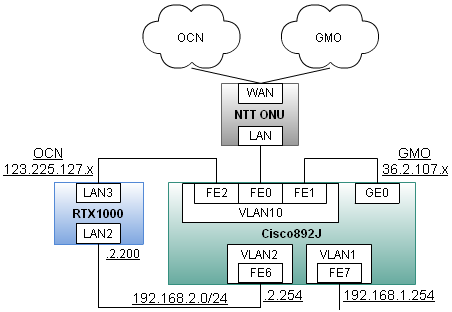 OCN
GMO
WAN
NTT ONU
LAN
OCN
123.225.127.x
GMO
36.2.107.x
LAN3
RTX1000
LAN2
FE2
FE0
FE1
GE0
VLAN10
Cisco892J
VLAN2
FE6
VLAN1
FE7
.2.200
192.168.2.0/24
.2.254
192.168.1.254